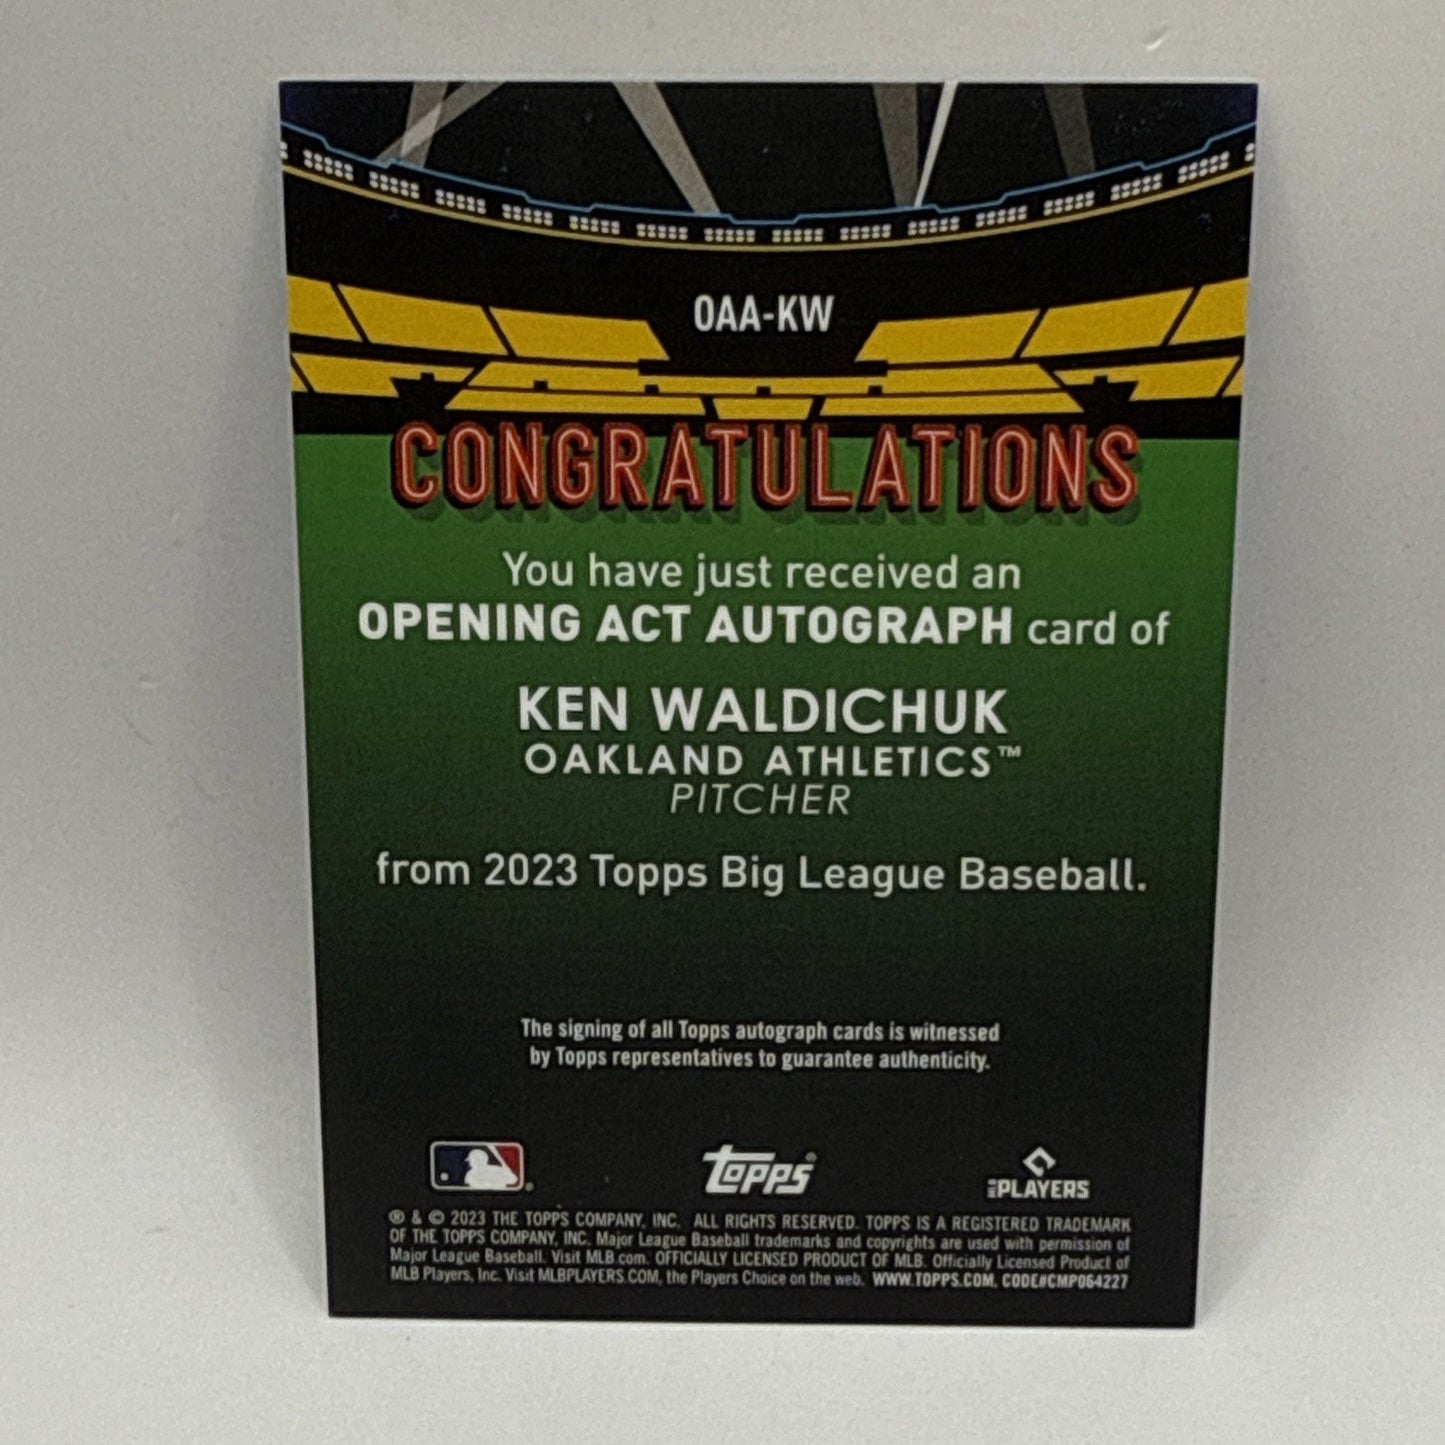 OAA-KW
CONGRATULATIONS
You have just received an
OPENING ACT AUTOGRAPH card of
KEN WALDICHUK
OAKLAND ATHLETICS™
PITCHER
from 2023 Topps Big League Baseball.
The signing of all Topps autograph cards is witnessed
by Topps representatives to guarantee authenticity.
Topps
MLB PLAYERS
® & © 2023 THE TOPPS COMPANY, INC. ALL RIGHTS RESERVED. TOPPS IS A REGISTERED TRADEMARK
OF THE TOPPS COMPANY, INC. Major League Baseball trademarks and copyrights are used with permission of
Major League Baseball. Visit MLB.com. OFFICIALLY LICENSED PRODUCT OF MLB. Officially Licensed Product of
MLB Players, Inc. Visit MLBPLAYERS.COM, the Players Choice on the web. WWW.TOPPS.COM. CODE#CMP064227